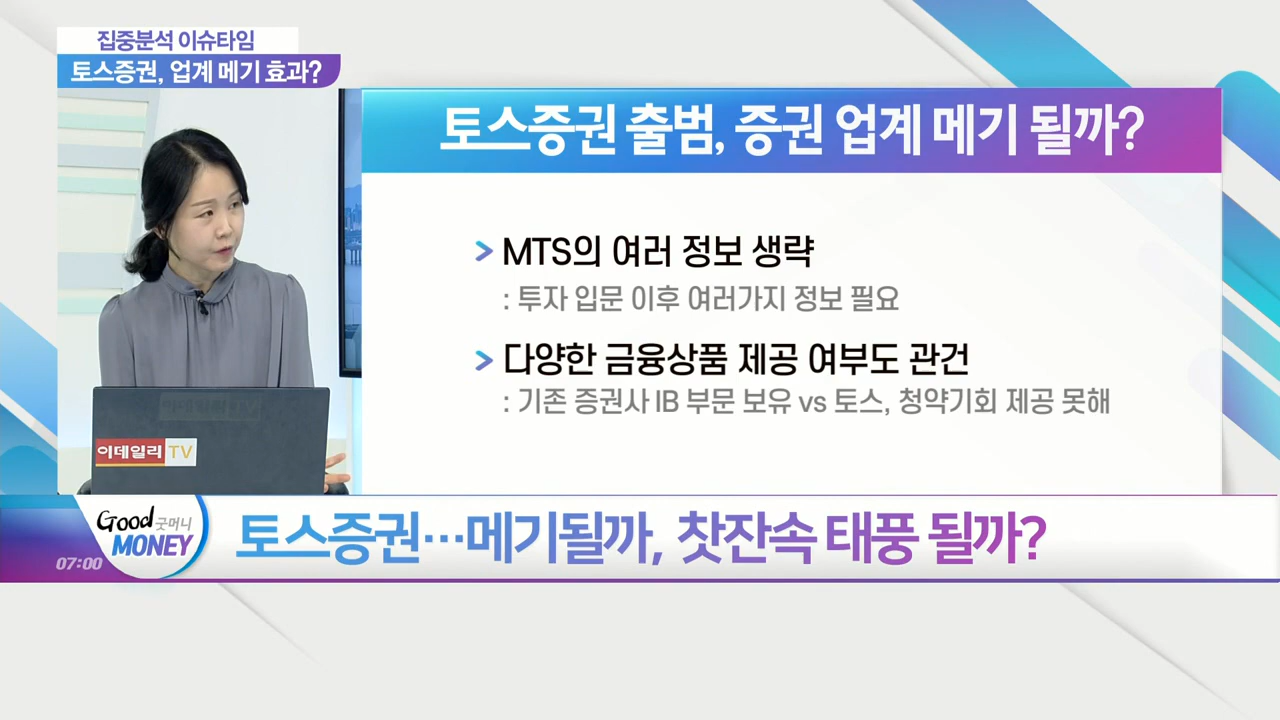 집중분석 이슈타임
토스증권, 업계 메기 효과?
토스증권 출범, 증권 업계 메기 될까?
> MTS의 여러 정보 생략
: 투자 입문 이후 여러가지 정보 필요
> 다양한 금융상품 제공 여부도 관건
: 기존 증권사 IB 부문 보유 vs 토스, 청약기회 제공 못해
이데일리 TV
Good 굿머니
MONEY
07:00
토스증권…메기될까, 찻잔속 태풍 될까?